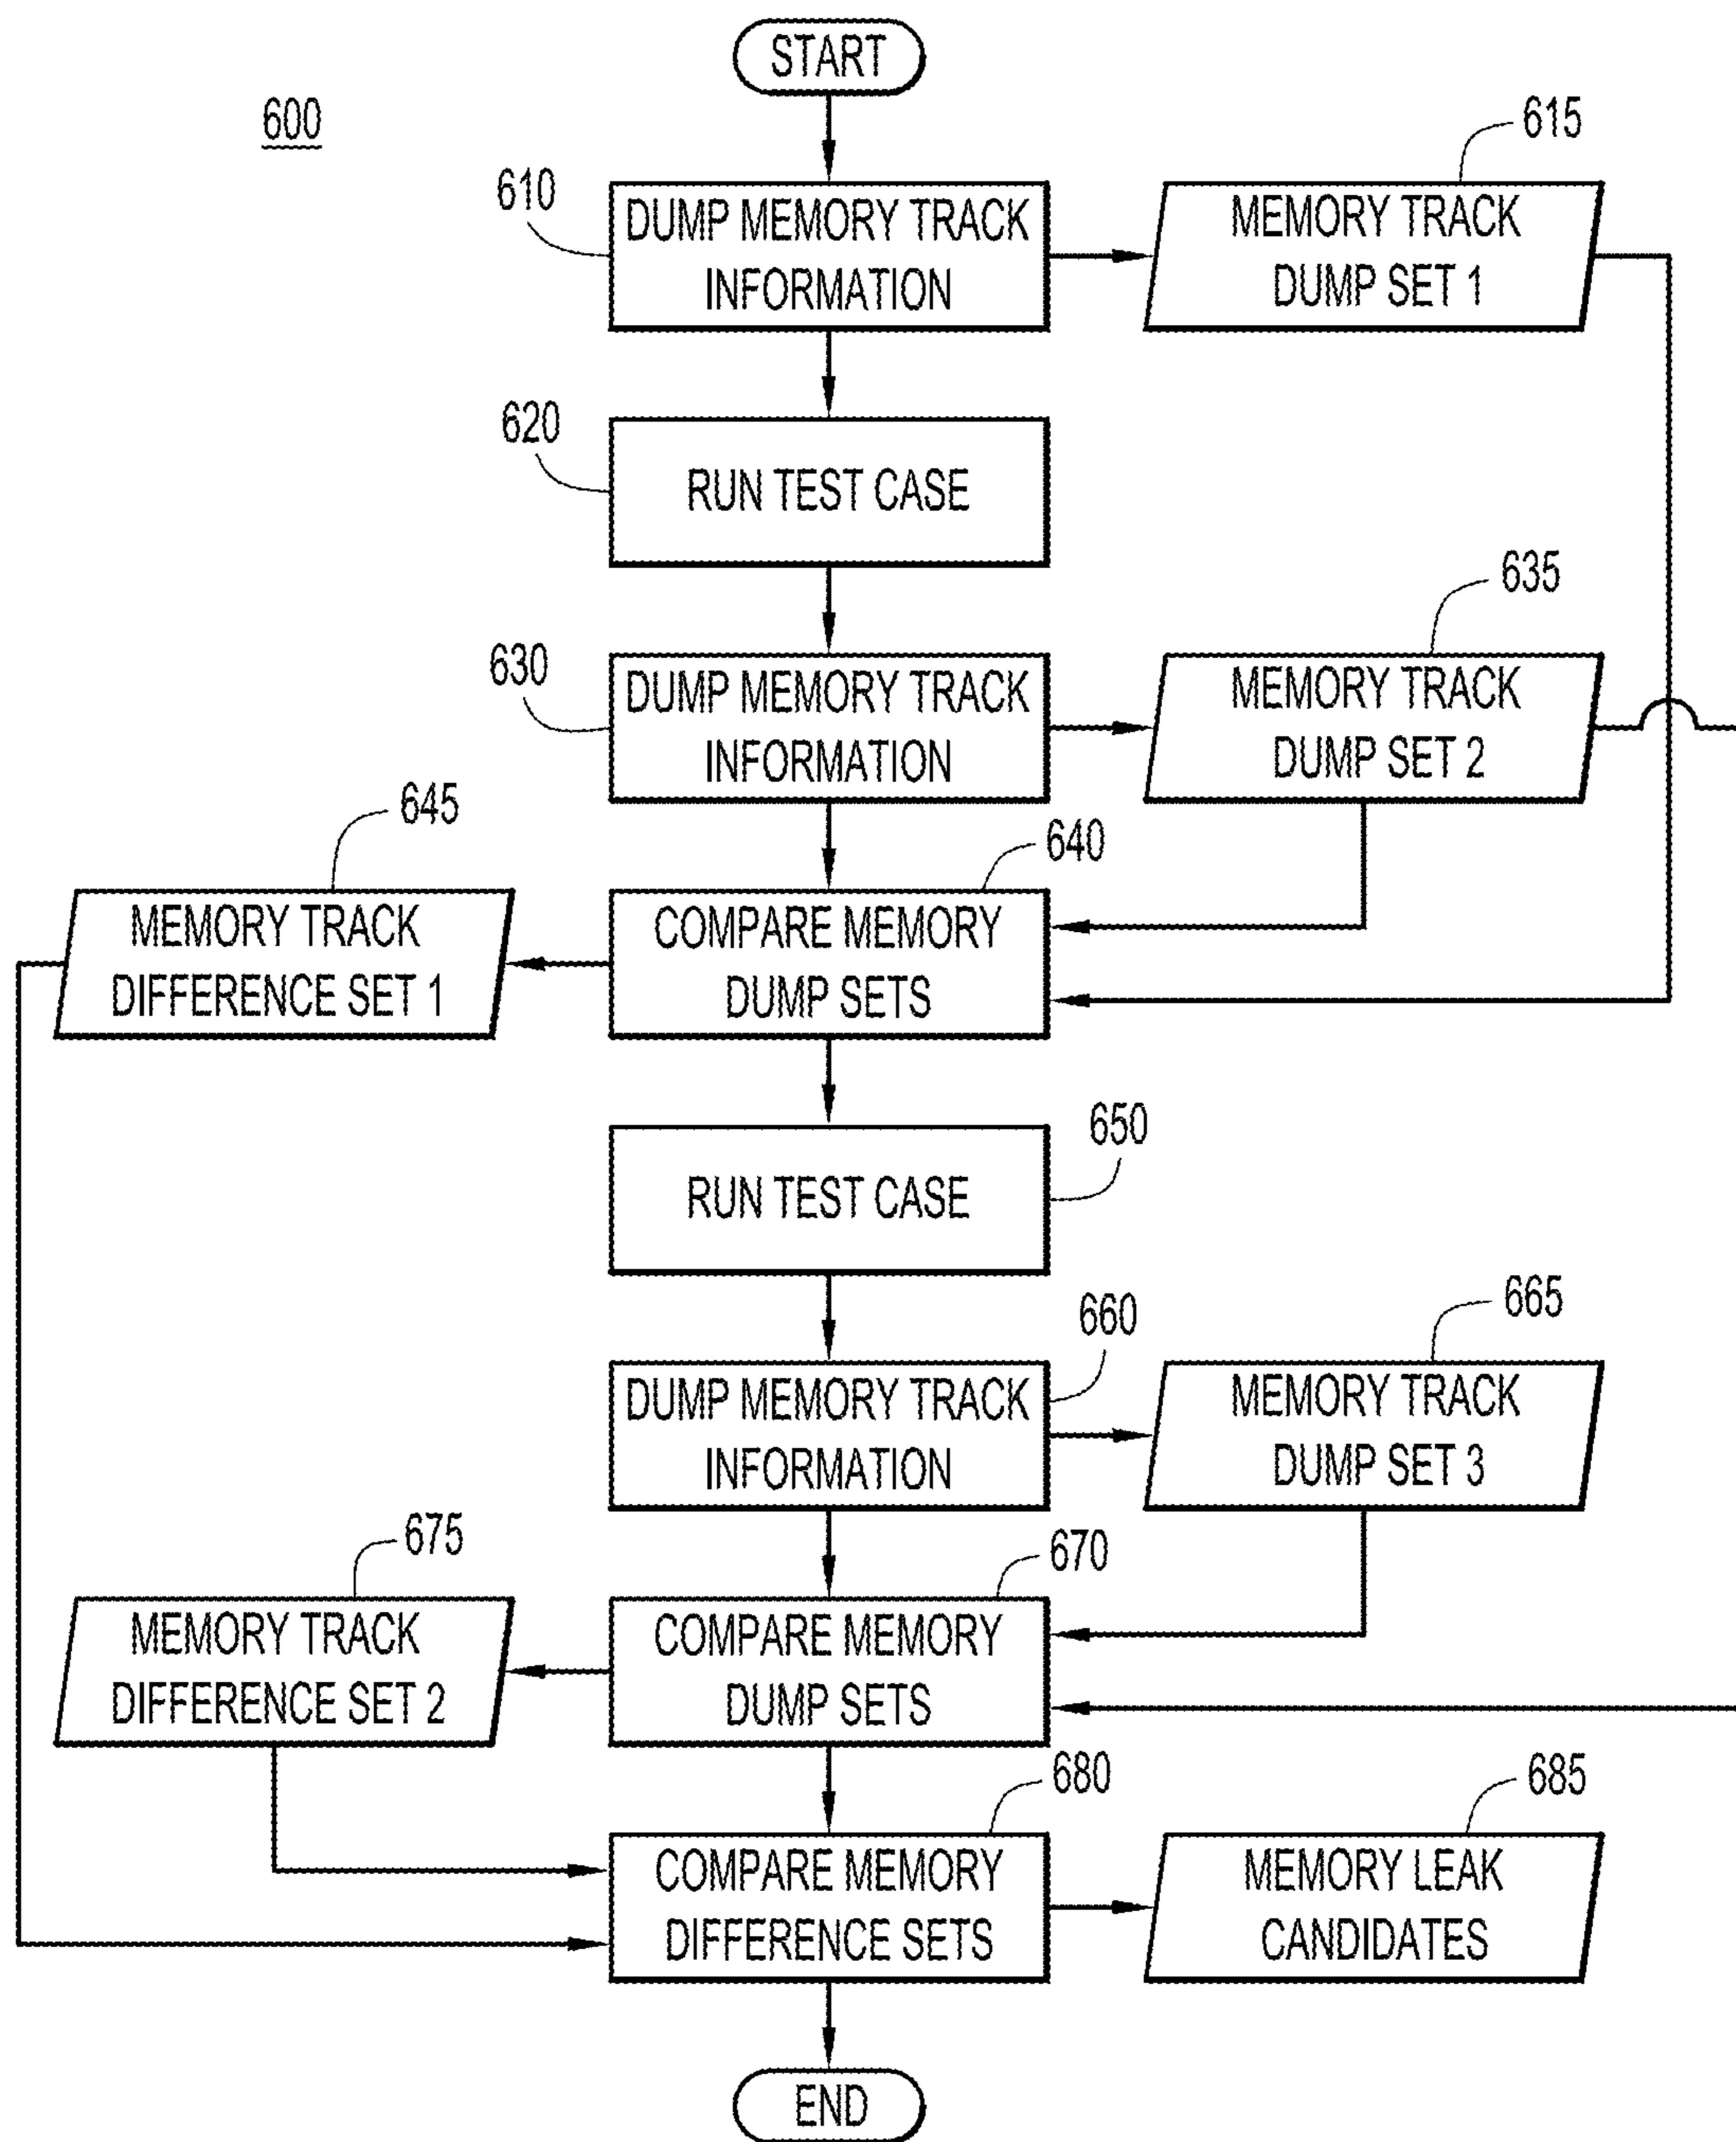 START
600
615
610
DUMP MEMORY TRACK
INFORMATION
MEMORY TRACK
DUMP SET 1
620
RUN TEST CASE
635
630
DUMP MEMORY TRACK
INFORMATION
MEMORY TRACK
DUMP SET 2
645
640
MEMORY TRACK
DIFFERENCE SET 1
COMPARE MEMORY
DUMP SETS
650
RUN TEST CASE
665
660
DUMP MEMORY TRACK
INFORMATION
MEMORY TRACK
DUMP SET 3
675
670
MEMORY TRACK
DIFFERENCE SET 2
COMPARE MEMORY
DUMP SETS
680
685
COMPARE MEMORY
DIFFERENCE SETS
MEMORY LEAK
CANDIDATES
END